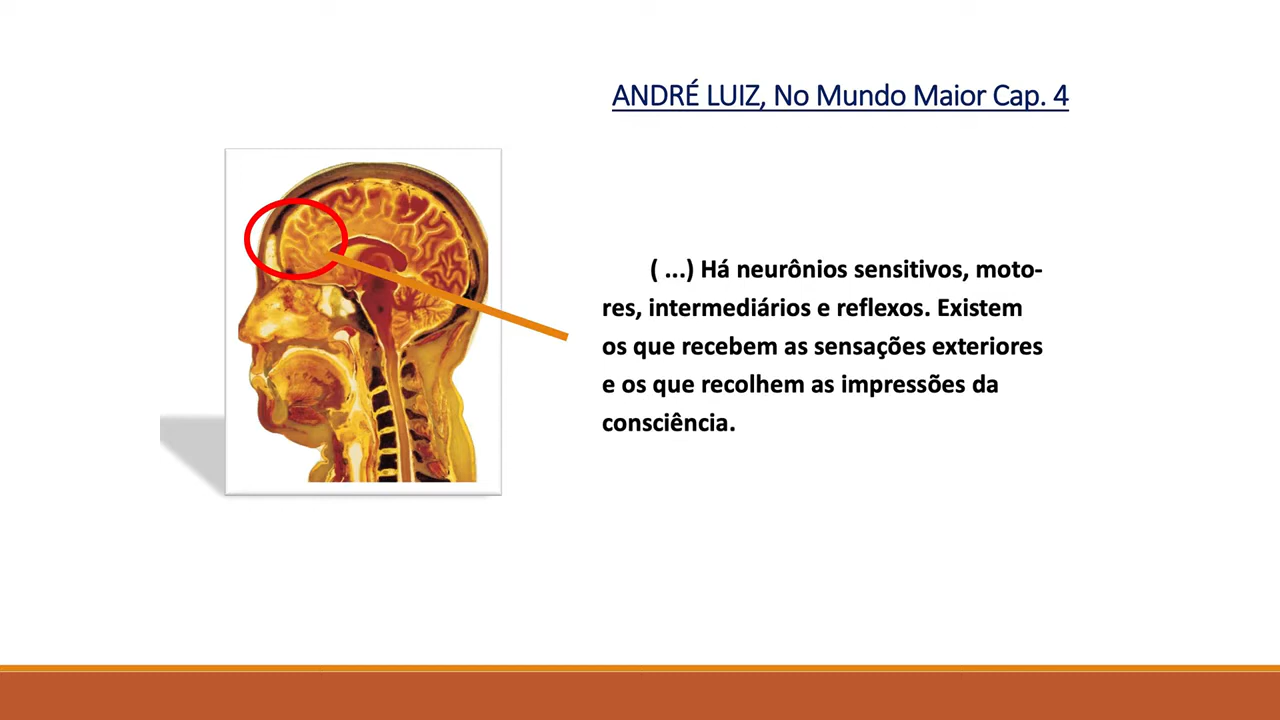 ANDRÉ LUIZ, No Mundo Maior Cap. 4
( ...) Há neurônios sensitivos, moto-
res, intermediários e reflexos. Existem
os que recebem as sensações exteriores
e os que recolhem as impressões da
consciência.